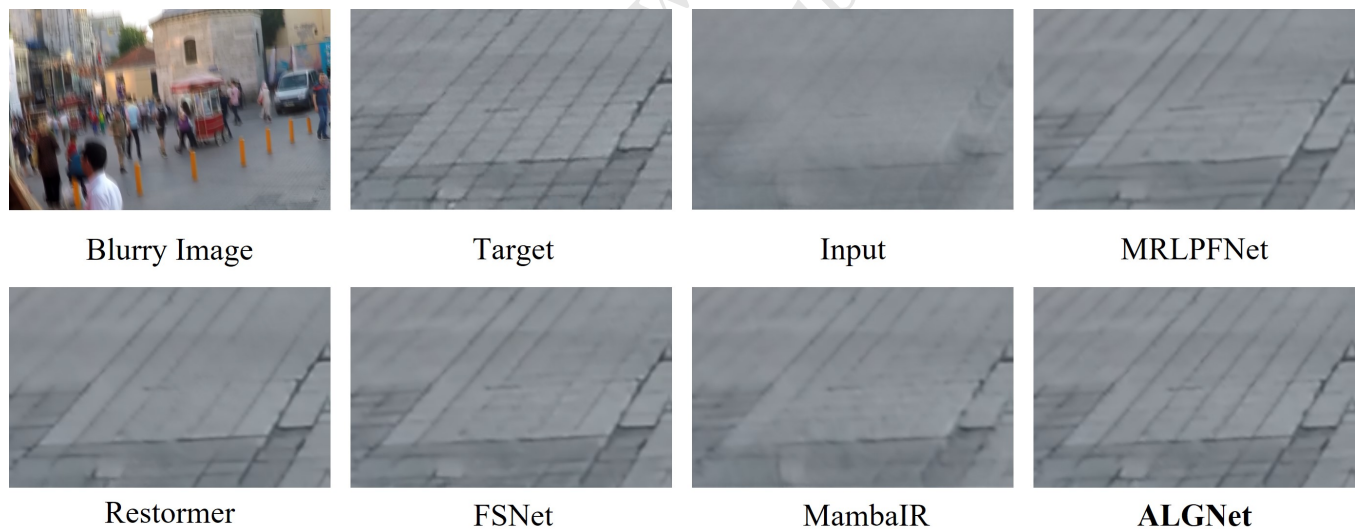 Blurry Image
Target
Input
MRLPFNet
Restormer
FSNet
MambaIR
ALGNet